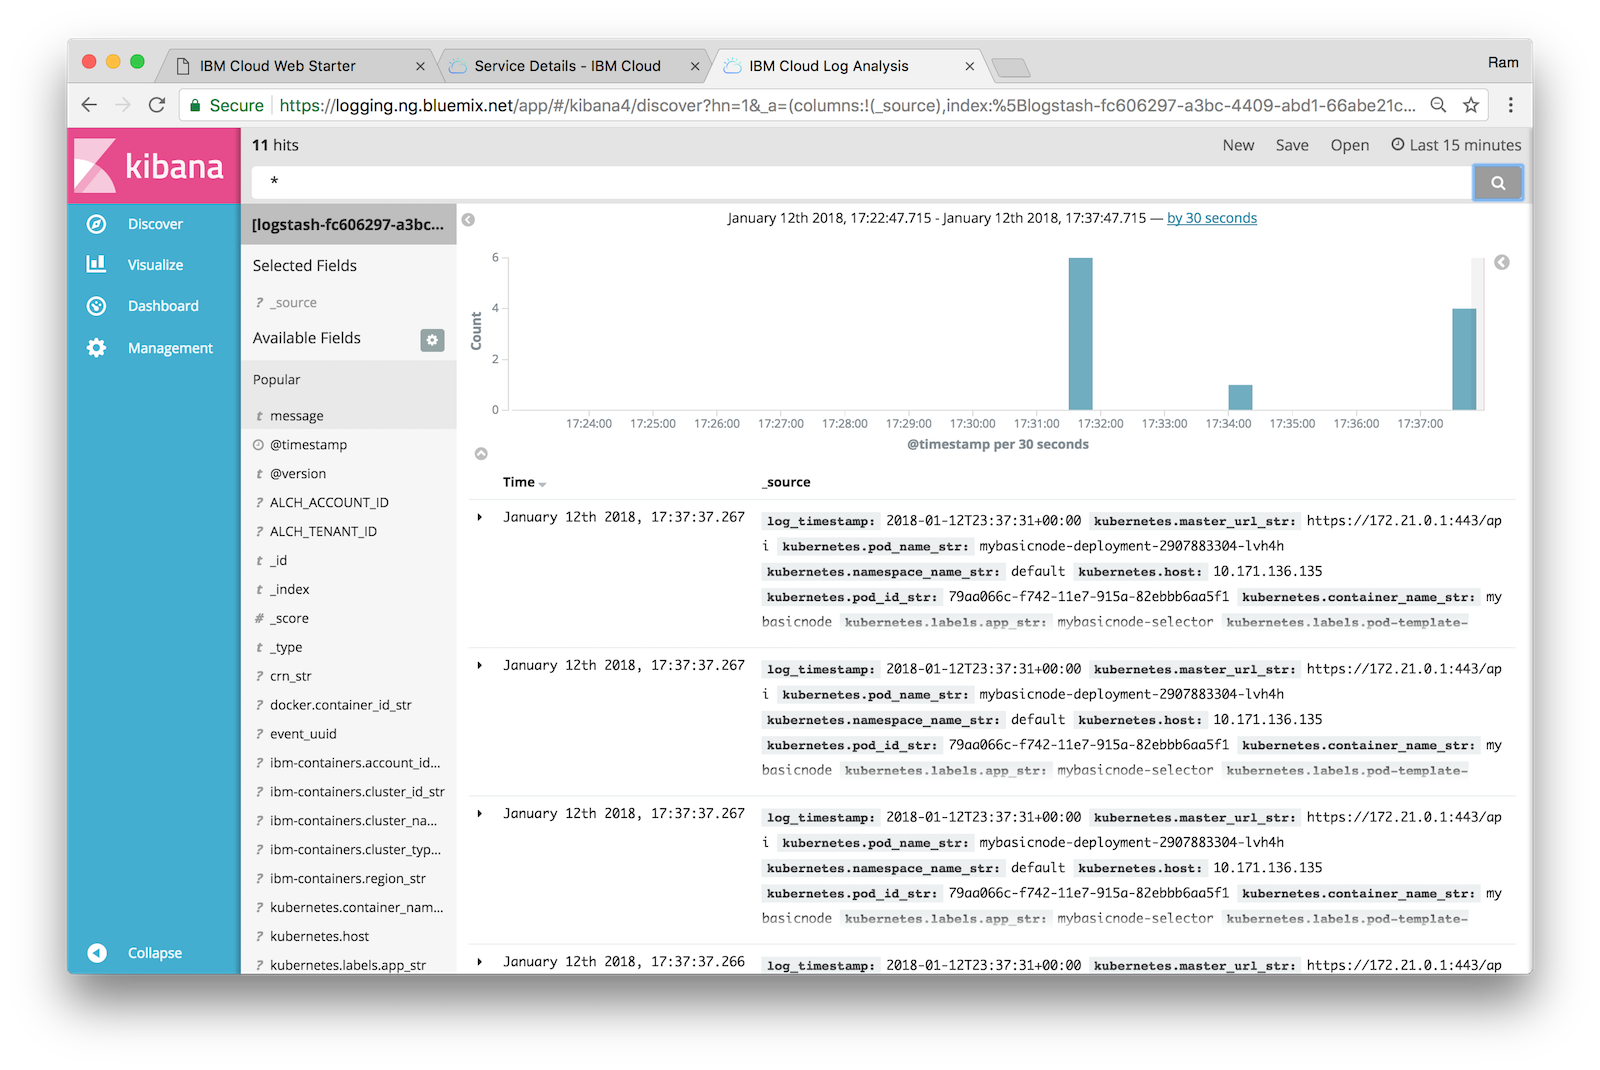 IBM Cloud Web Starter
Service Details - IBM Cloud
IBM Cloud Log Analysis
Ram
Secure
https://logging.ng.bluemix.net/app/#/kibana4/discover?hn=1&_a=(columns:!(_source),index:%5Blogstash-fc606297-a3bc-4409-abd1-66abe21c...
kibana
11 hits
New Save Open Last 15 minutes
*
Discover
Visualize
Dashboard
Management
Collapse
[logstash-fc606297-a3bc...
Selected Fields
? _source
Available Fields
Popular
t message
@timestamp
t @version
? ALCH_ACCOUNT_ID
? ALCH_TENANT_ID
t _id
t _index
# _score
t _type
? crn_str
? docker.container_id_str
? event_uuid
? ibm-containers.account_id...
? ibm-containers.cluster_id_str
? ibm-containers.cluster_na...
? ibm-containers.cluster_typ...
? ibm-containers.region_str
? kubernetes.container_nam...
? kubernetes.host
? kubernetes.labels.app_str
January 12th 2018, 17:22:47.715 - January 12th 2018, 17:37:47.715 — by 30 seconds
Count
6
4
2
0
17:24:00 17:25:00 17:26:00 17:27:00 17:28:00 17:29:00 17:30:00 17:31:00 17:32:00 17:33:00 17:34:00 17:35:00 17:36:00 17:37:00
@timestamp per 30 seconds
Time _source
January 12th 2018, 17:37:37.267 log_timestamp: 2018-01-12T23:37:31+00:00 kubernetes.master_url_str: https://172.21.0.1:443/ap
i kubernetes.pod_name_str: mybasicnode-deployment-2907883304-lvh4h
kubernetes.namespace_name_str: default kubernetes.host: 10.171.136.135
kubernetes.pod_id_str: 79aa066c-f742-11e7-915a-82ebbb6aa5f1 kubernetes.container_name_str: my
basicnode kubernetes.labels.app_str: mybasicnode-selector kubernetes.labels.pod-template-
January 12th 2018, 17:37:37.267 log_timestamp: 2018-01-12T23:37:31+00:00 kubernetes.master_url_str: https://172.21.0.1:443/ap
i kubernetes.pod_name_str: mybasicnode-deployment-2907883304-lvh4h
kubernetes.namespace_name_str: default kubernetes.host: 10.171.136.135
kubernetes.pod_id_str: 79aa066c-f742-11e7-915a-82ebbb6aa5f1 kubernetes.container_name_str: my
basicnode kubernetes.labels.app_str: mybasicnode-selector kubernetes.labels.pod-template-
January 12th 2018, 17:37:37.267 log_timestamp: 2018-01-12T23:37:31+00:00 kubernetes.master_url_str: https://172.21.0.1:443/ap
i kubernetes.pod_name_str: mybasicnode-deployment-2907883304-lvh4h
kubernetes.namespace_name_str: default kubernetes.host: 10.171.136.135
kubernetes.pod_id_str: 79aa066c-f742-11e7-915a-82ebbb6aa5f1 kubernetes.container_name_str: my
basicnode kubernetes.labels.app_str: mybasicnode-selector kubernetes.labels.pod-template-
January 12th 2018, 17:37:37.266 log_timestamp: 2018-01-12T23:37:31+00:00 kubernetes.master_url_str: https://172.21.0.1:443/ap